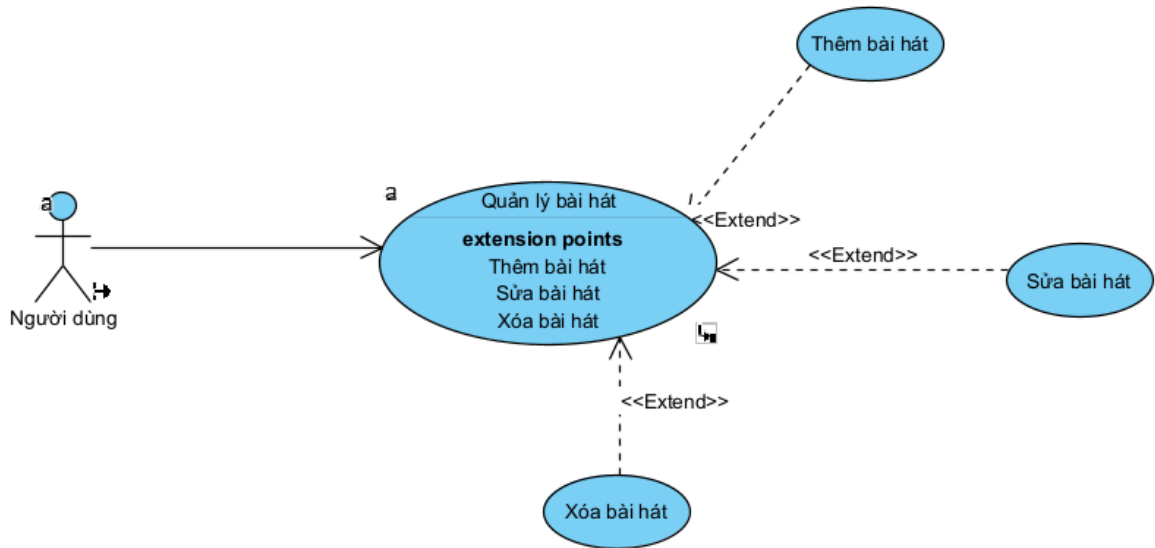 Thêm bài hát
a
a
Quản lý bài hát
<<Extend>>
extension points
<<Extend>>
Thêm bài hát
Sửa bài hát
Sửa bài hát
Xóa bài hát
Người dùng
<<Extend>>
Xóa bài hát